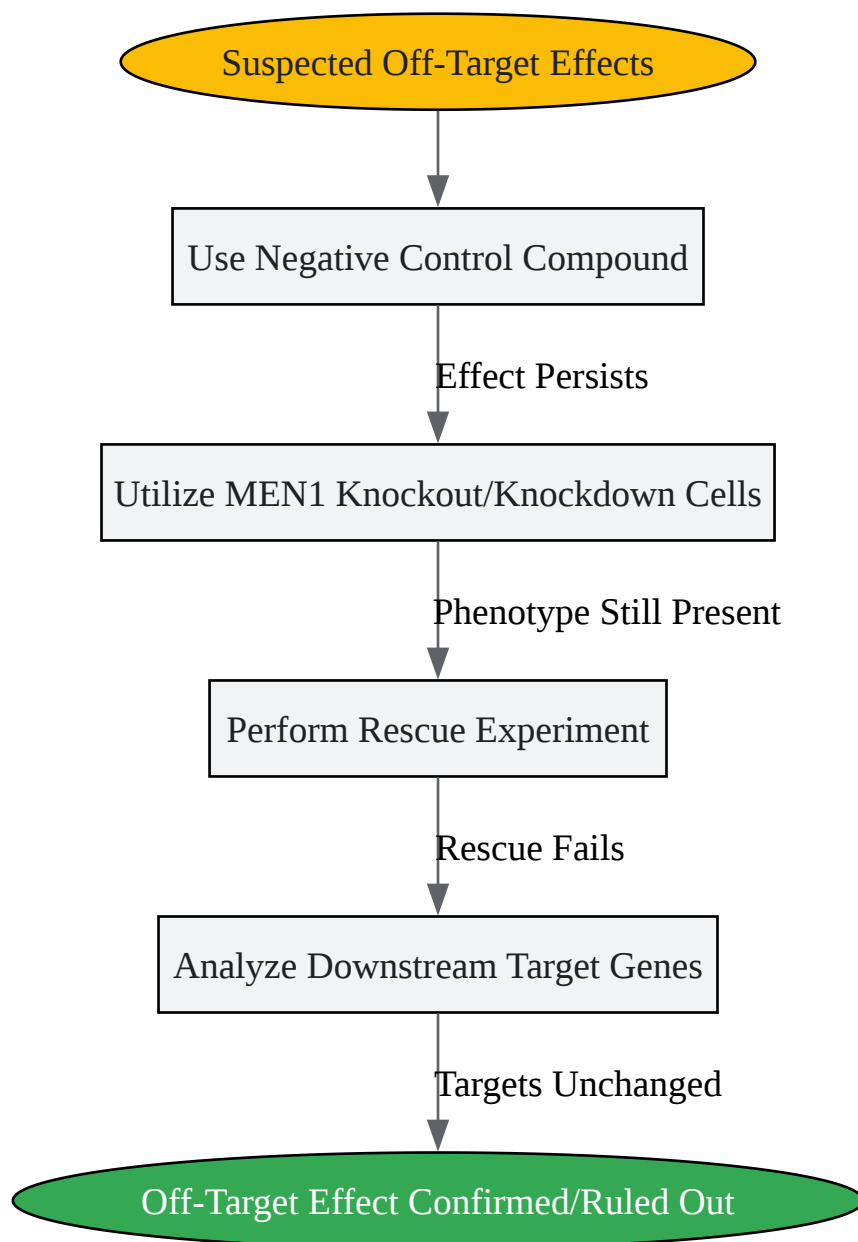 Suspected Off-Target Effects
Use Negative Control Compound
Effect Persists
Utilize MEN1 Knockout/Knockdown Cells
Phenotype Still Present
Perform Rescue Experiment
Rescue Fails
Analyze Downstream Target Genes
Targets Unchanged
Off-Target Effect Confirmed/Ruled Out